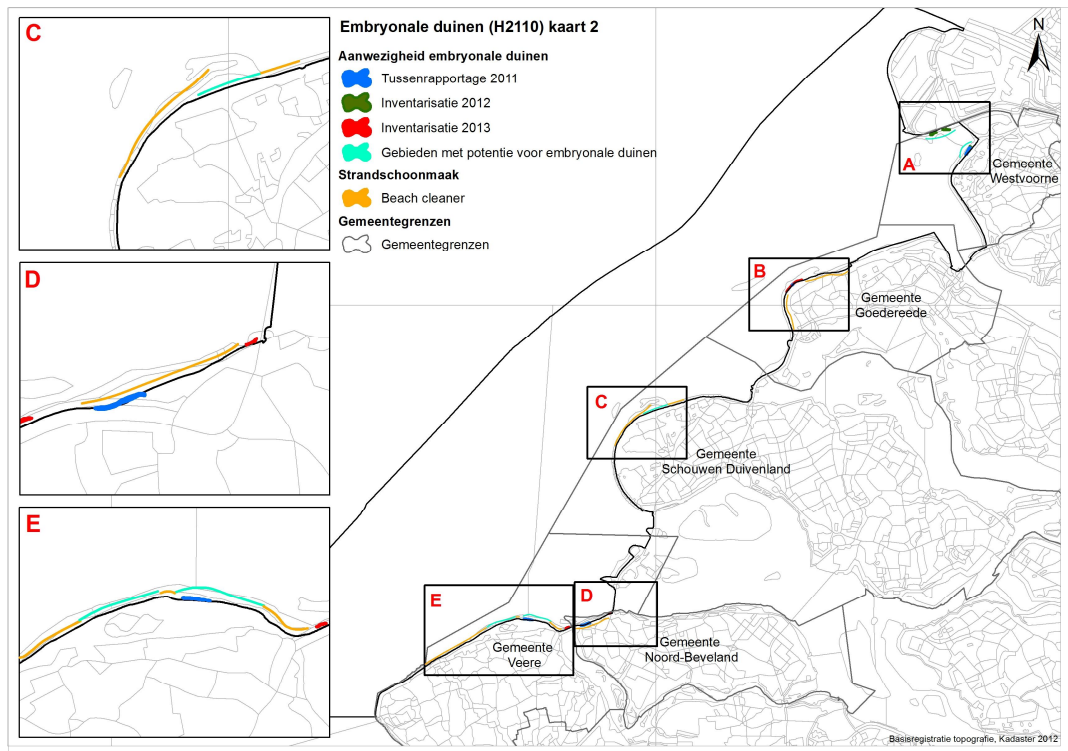 Embryonale duinen (H2110) kaart 2
Aanwezigheid embryonale duinen
Tussenrapportage 2011
Inventarisatie 2012
Inventarisatie 2013
Gebieden met potentie voor embryonale duinen
Strandschoonmaak
Beach cleaner
Gemeentegrenzen
Gemeentegrenzen
C
D
E
N
A
Gemeente
Westvoorne
B
Gemeente
Goedereede
C
Gemeente
Schouwen Duivenland
D
E
Gemeente
Noord-Beveland
Gemeente
Veere
Basisregistratie topografie, Kadaster 2012